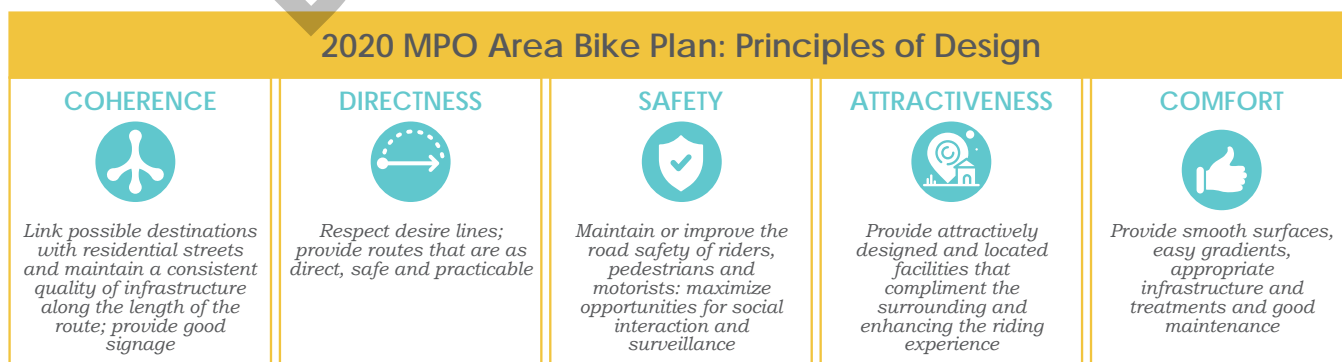 2020 MPO Area Bike Plan: Principles of Design
COHERENCE
Link possible destinations
with residential streets
and maintain a consistent
quality of infrastructure
along the length of the
route; provide good
signage
DIRECTNESS
Respect desire lines;
provide routes that are as
direct, safe and practicable
SAFETY
Maintain or improve the
road safety of riders,
pedestrians and
motorists: maximize
opportunities for social
interaction and
surveillance
ATTRACTIVENESS
Provide attractively
designed and located
facilities that
compliment the
surrounding and
enhancing the riding
experience
COMFORT
Provide smooth surfaces,
easy gradients,
appropriate
infrastructure and
treatments and good
maintenance